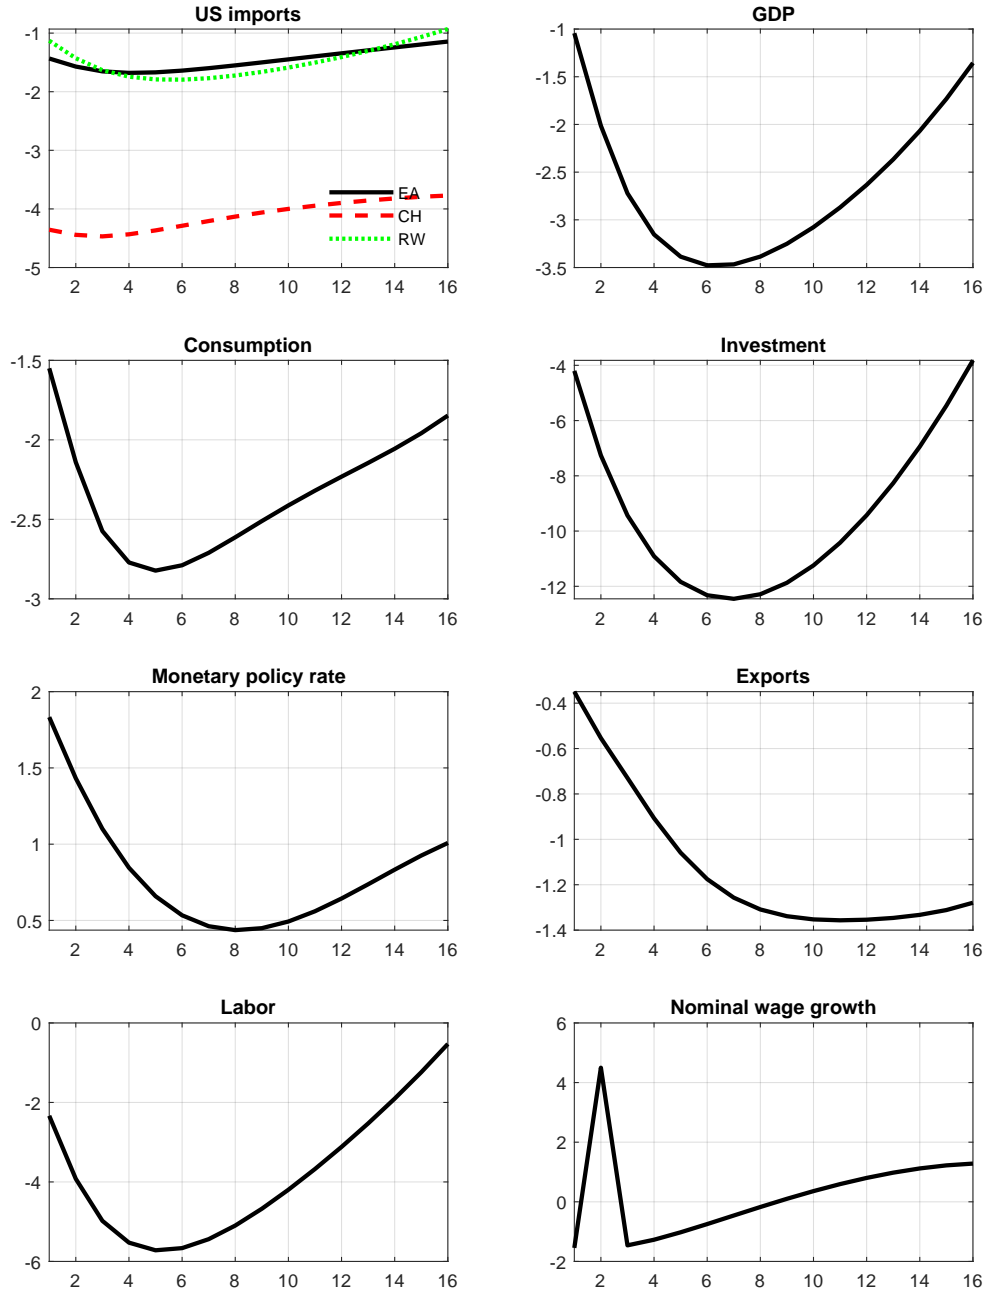 US imports
-1
-2
-3
-4
-5
2 4 6 8 10 12 14 16
EA
CH
RW
GDP
-1
-1.5
-2
-2.5
-3
-3.5
2 4 6 8 10 12 14 16
Consumption
-1.5
-2
-2.5
-3
2 4 6 8 10 12 14 16
Investment
-4
-6
-8
-10
-12
2 4 6 8 10 12 14 16
Monetary policy rate
2
1.5
1
0.5
2 4 6 8 10 12 14 16
Exports
-0.4
-0.6
-0.8
-1
-1.2
-1.4
2 4 6 8 10 12 14 16
Labor
0
-2
-4
-6
2 4 6 8 10 12 14 16
Nominal wage growth
6
4
2
0
-2
2 4 6 8 10 12 14 16